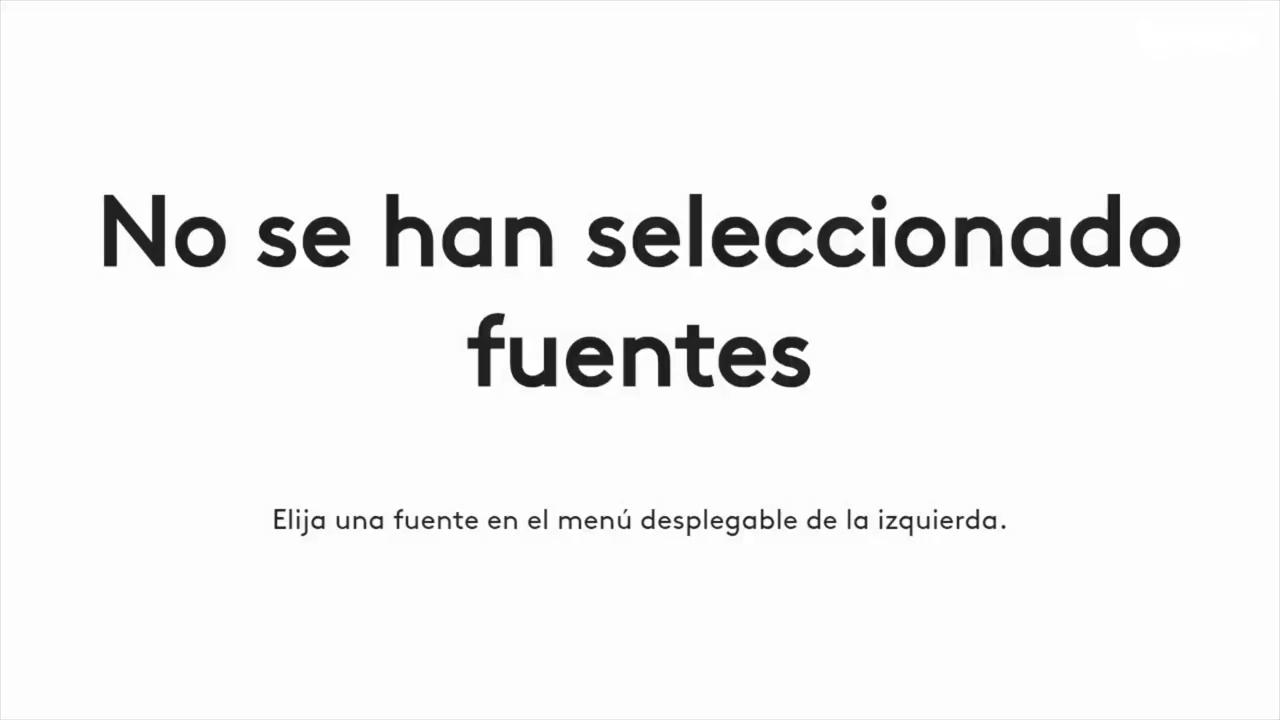 No se han seleccionado
fuentes
Elija una fuente en el menú desplegable de la izquierda.